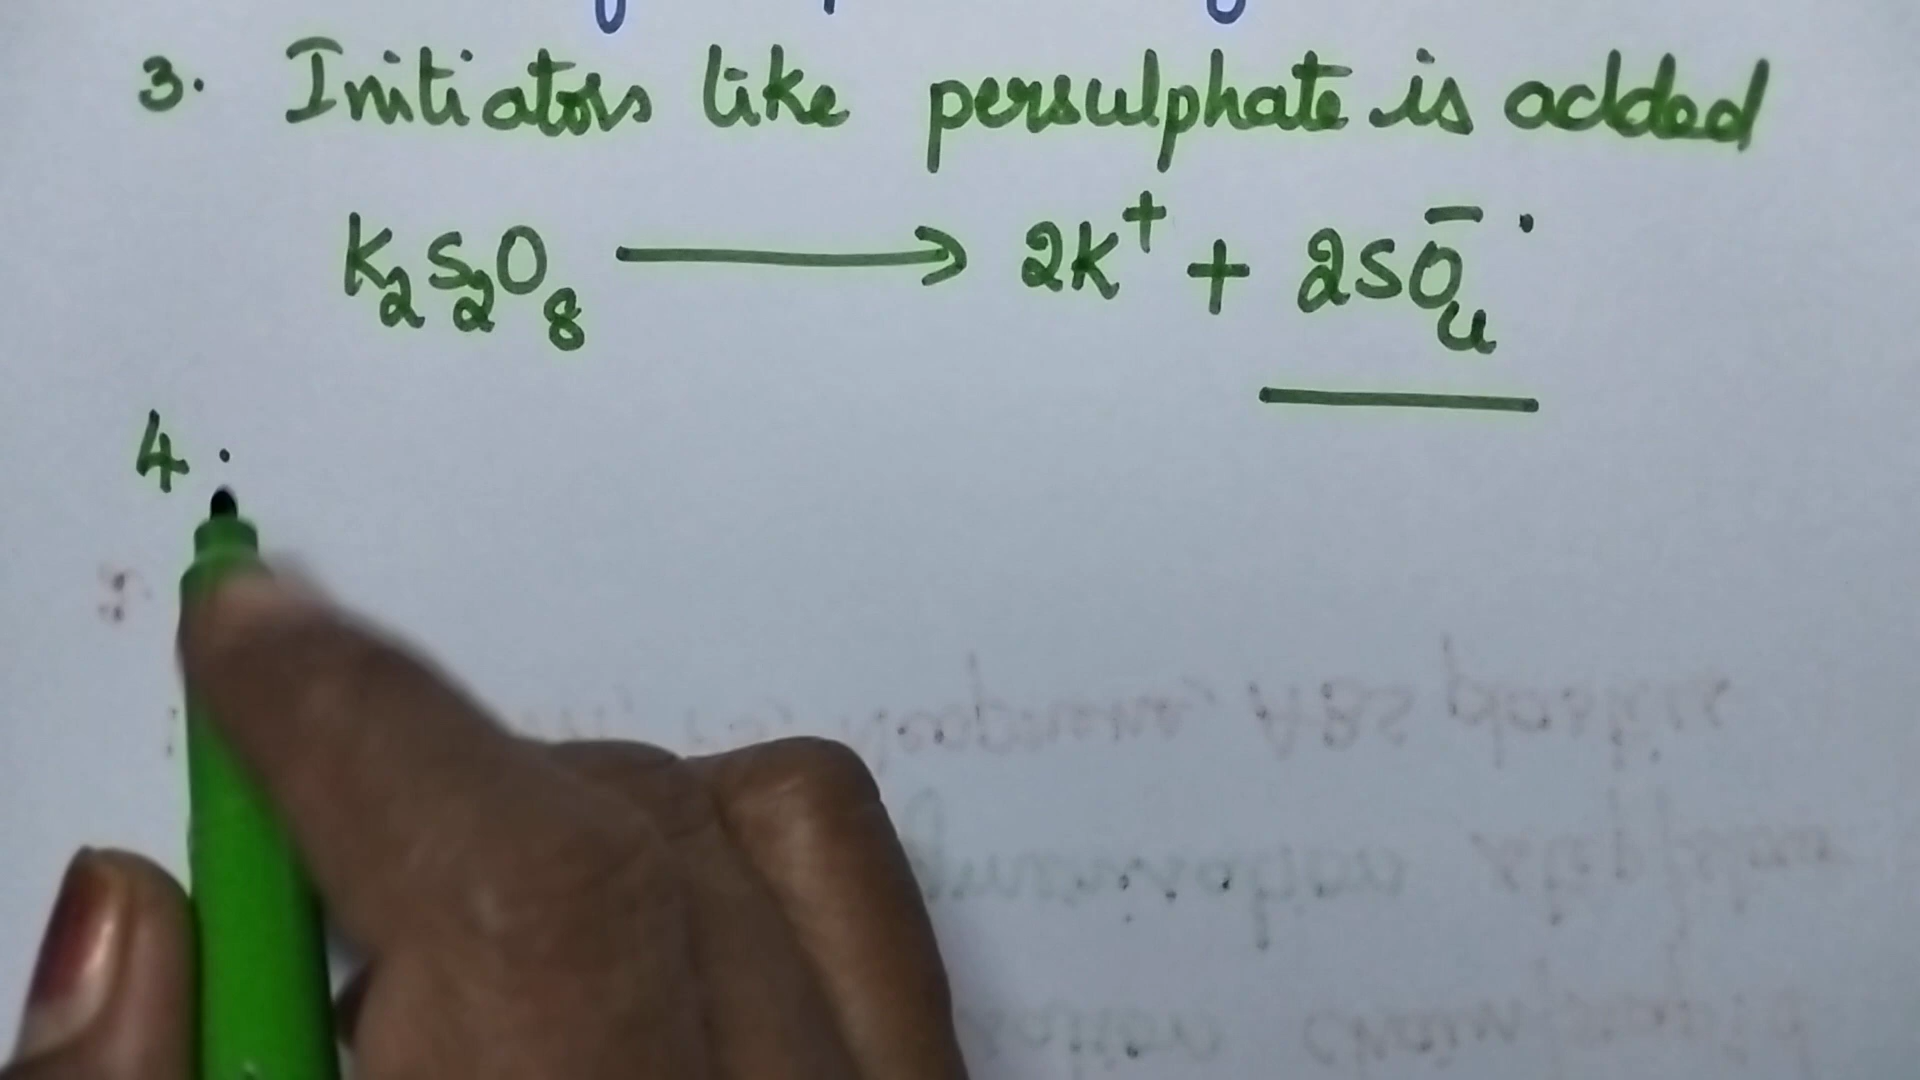 3. Initiators like persulphate is added
K₂S₂O₈ ⟶ 2K⁺ + 2SO₄⁻˙
4.